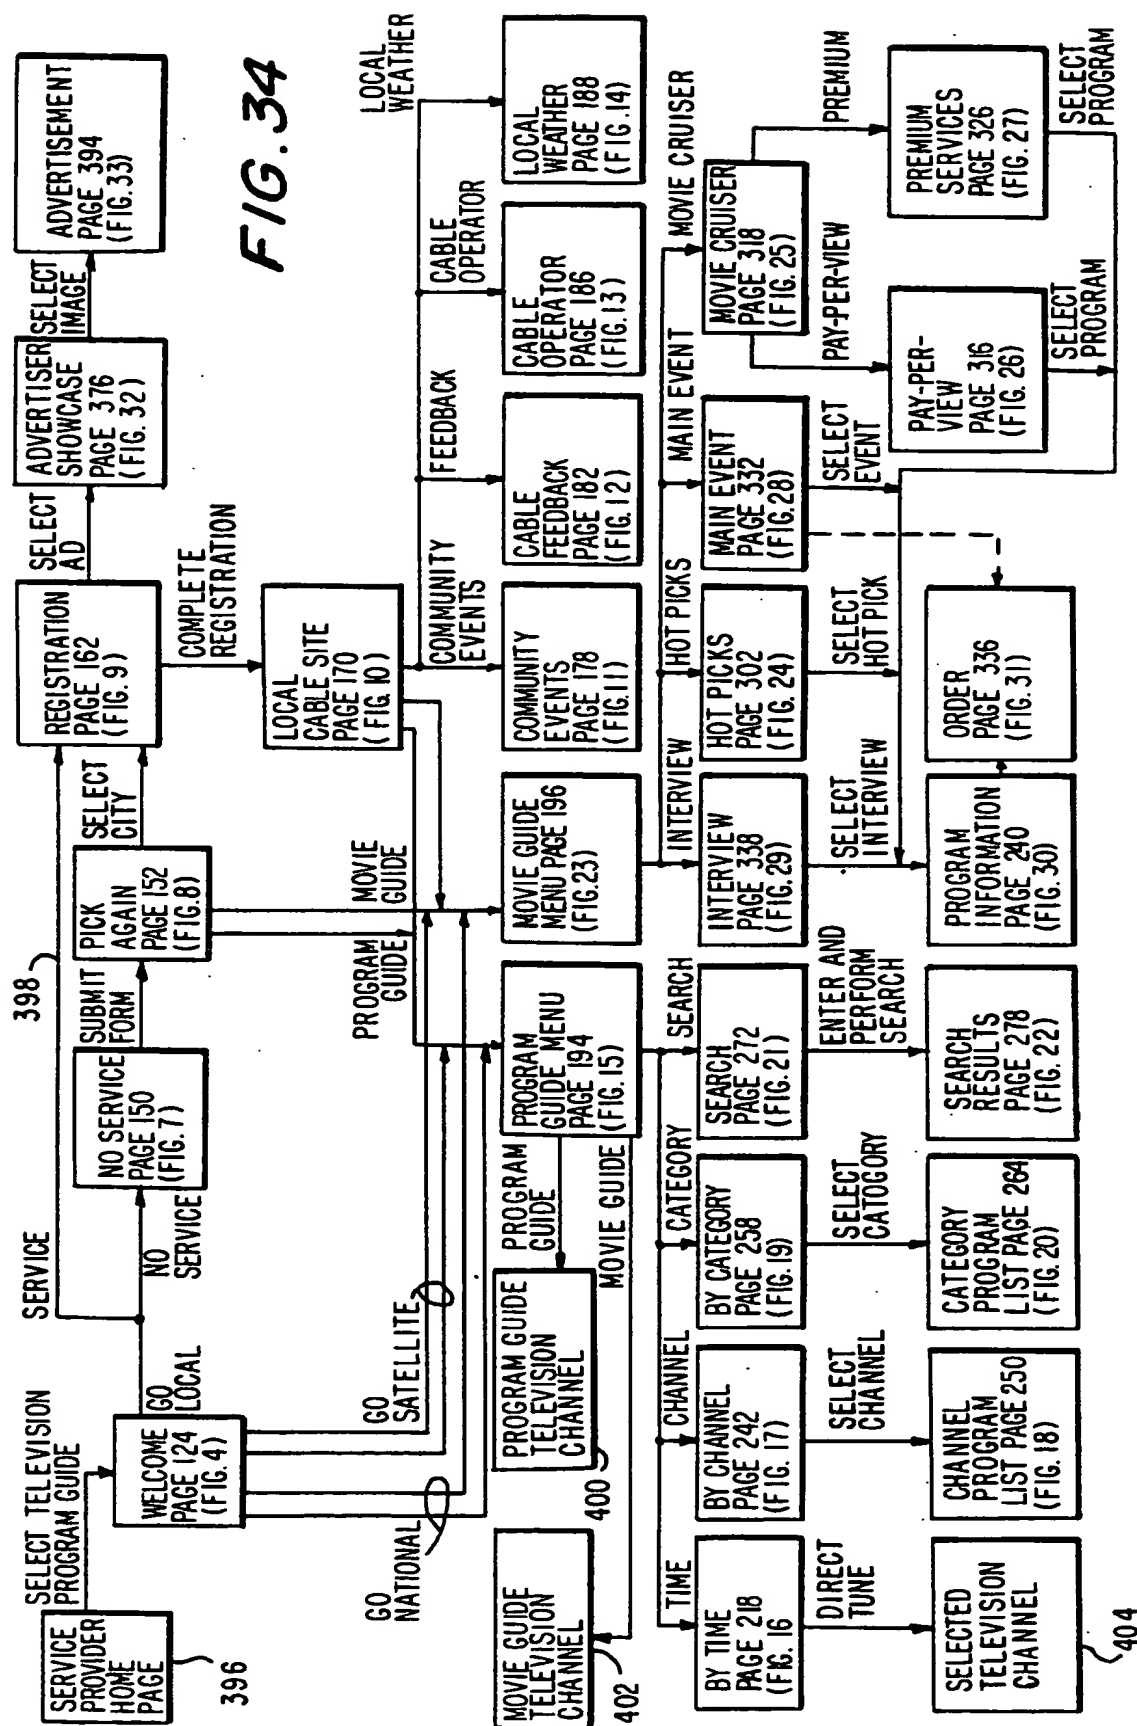 FIG. 34
SELECT TELEVISION
PROGRAM GUIDE
SERVICE
PROVIDER
HOME
PAGE
396
WELCOME
PAGE 124
(FIG. 4)
GO
LOCAL
SERVICE
NO
SERVICE
398
NO SERVICE
PAGE 150
(FIG. 7)
SUBMIT
FORM
PICK
AGAIN
PAGE 152
(FIG. 8)
SELECT
CITY
REGISTRATION
PAGE 162
(FIG. 9)
SELECT
AD
ADVERTISER
SHOWCASE
PAGE 376
(FIG. 32)
SELECT
IMAGE
ADVERTISEMENT
PAGE 394
(FIG. 33)
COMPLETE
REGISTRATION
LOCAL
CABLE SITE
PAGE 170
(FIG. 10)
GO
NATIONAL
GO
SATELLITE
PROGRAM
GUIDE
MOVIE
GUIDE
COMMUNITY
EVENTS
FEEDBACK
CABLE
OPERATOR
LOCAL
WEATHER
MOVIE GUIDE
TELEVISION
CHANNEL
402
PROGRAM GUIDE
TELEVISION
CHANNEL
400
PROGRAM
GUIDE
MOVIE GUIDE
PROGRAM
GUIDE MENU
PAGE 194
(FIG. 15)
MOVIE GUIDE
MENU PAGE 196
(FIG. 23)
COMMUNITY
EVENTS
PAGE 178
(FIG. 11)
CABLE
FEEDBACK
PAGE 182
(FIG. 12)
CABLE
OPERATOR
PAGE 186
(FIG. 13)
LOCAL
WEATHER
PAGE 188
(FIG. 14)
TIME
CHANNEL
CATEGORY
SEARCH
INTERVIEW
HOT PICKS
MAIN EVENT
MOVIE CRUISER
BY TIME
PAGE 218
(FIG. 16
BY CHANNEL
PAGE 242
(FIG. 17)
BY CATEGORY
PAGE 258
(FIG. 19)
SEARCH
PAGE 272
(FIG. 21)
INTERVIEW
PAGE 338
(FIG. 29)
HOT PICKS
PAGE 302
(FIG. 24)
MAIN EVENT
PAGE 332
(FIG. 28)
MOVIE CRUISER
PAGE 318
(FIG. 25)
DIRECT
TUNE
SELECT
CHANNEL
SELECT
CATOGORY
ENTER AND
PERFORM
SEARCH
SELECT
INTERVIEW
SELECT
HOT PICK
SELECT
EVENT
PAY-PER-VIEW
PREMIUM
PAY-PER-
VIEW
PAGE 316
(FIG. 26)
PREMIUM
SERVICES
PAGE 326
(FIG. 27)
SELECT
PROGRAM
SELECT
PROGRAM
SELECTED
TELEVISION
CHANNEL
404
CHANNEL
PROGRAM
LIST PAGE 250
(FIG. 18)
CATEGORY
PROGRAM
LIST PAGE 264
(FIG. 20)
SEARCH
RESULTS
PAGE 278
(FIG. 22)
PROGRAM
INFORMATION
PAGE 240
(FIG. 30)
ORDER
PAGE 336
(FIG. 31)